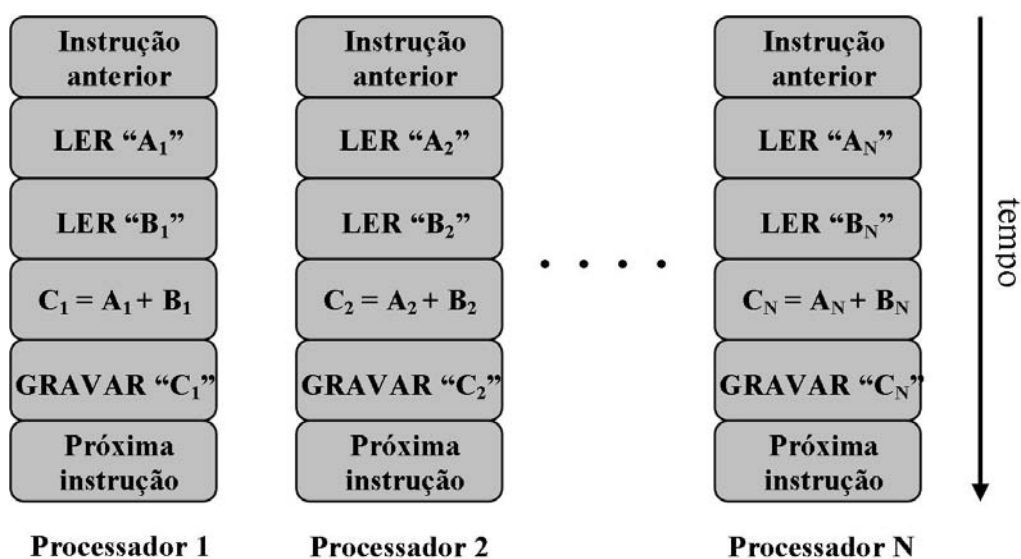 Instrução
anterior
LER “A₁”
LER “B₁”
C₁ = A₁ + B₁
GRAVAR “C₁”
Próxima
instrução
Processador 1
Instrução
anterior
LER “A₂”
LER “B₂”
C₂ = A₂ + B₂
GRAVAR “C₂”
Próxima
instrução
Processador 2
. . . .
Instrução
anterior
LER “Aₙ”
LER “Bₙ”
Cₙ = Aₙ + Bₙ
GRAVAR “Cₙ”
Próxima
instrução
Processador N
tempo